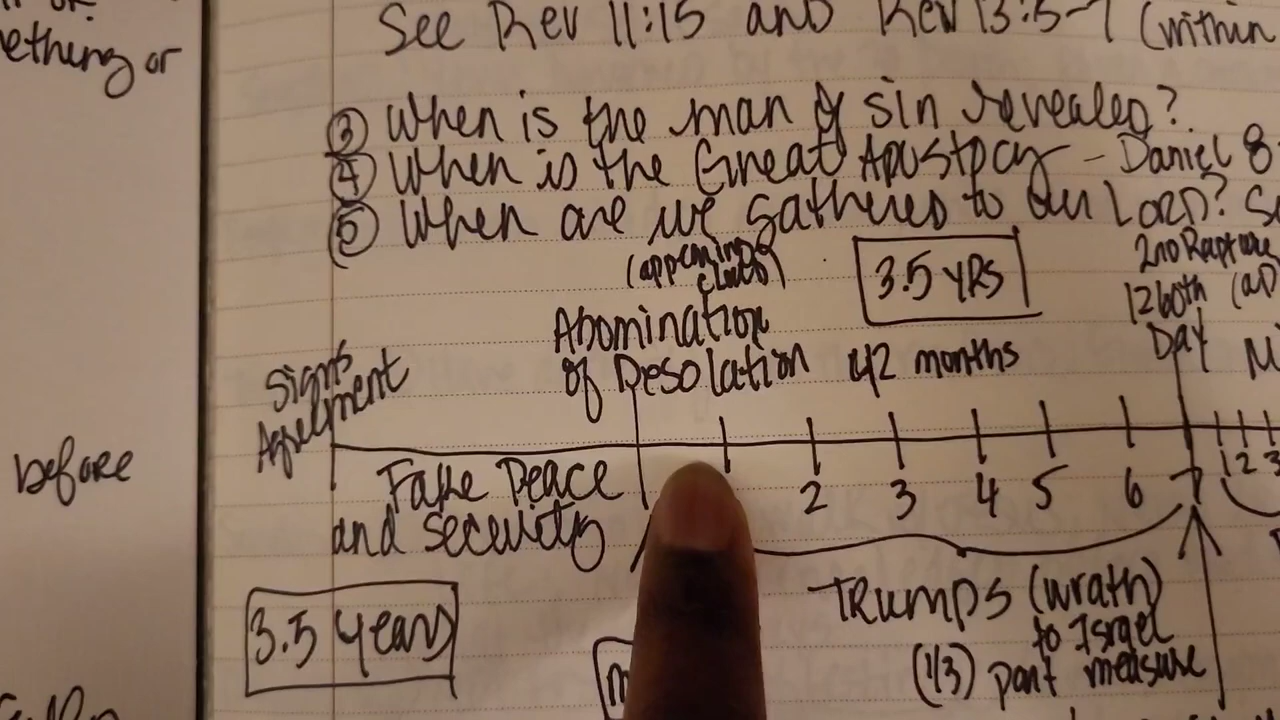 ething or
before
See Rev 11:15 and Rev 13:5-7 (within
③ When is the man of sin revealed?
④ When is the Great Apostacy - Daniel 8:
⑤ When are we gathered to our Lord?
(appearing
Abomination
of Desolation
3.5 YRS
42 months
2nd Rapture
1260th
Day
Signs
Agreement
Fake Peace
and security
2 3 4 5 6 7
1 2 3
3.5 years
TRUMPS (wrath)
to Israel
(1/3) part measure